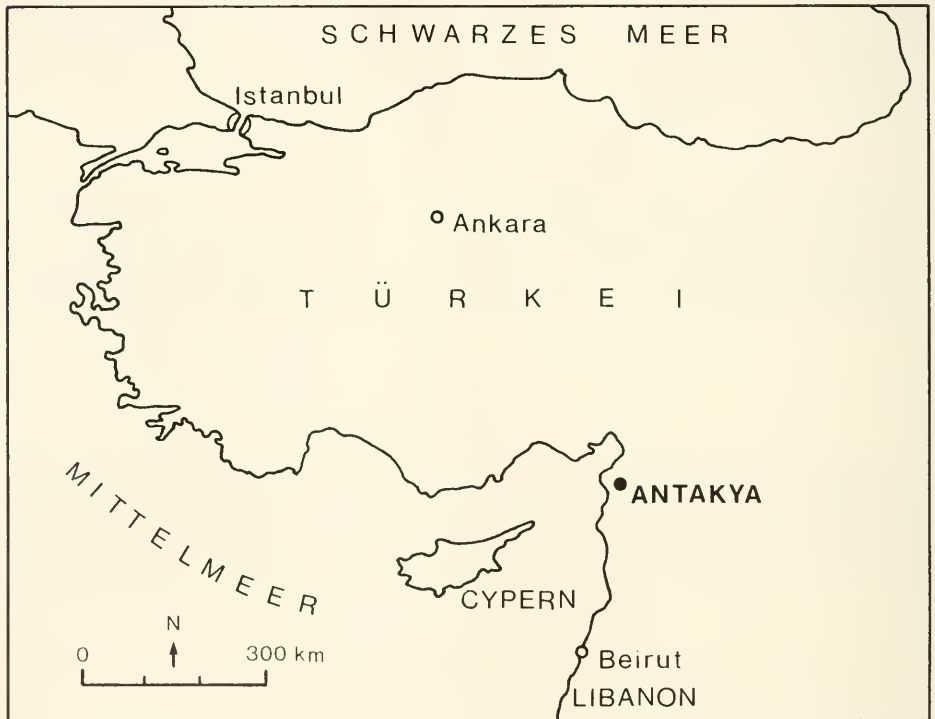 SCHWARZES MEER
Istanbul
Ankara
TÜRKEI
ANTAKYA
MITTELMEER
CYPERN
N
0 300 km
Beirut
LIBANON